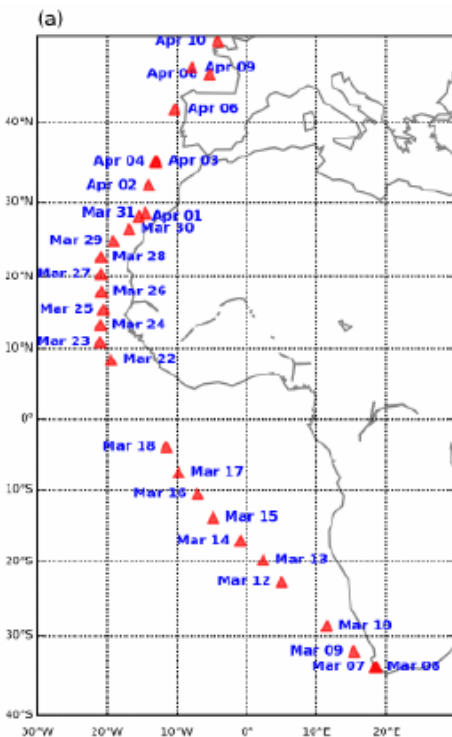 (a)
Apr 10
Apr 08 Apr 09
Apr 06
40°N
Apr 04 Apr 03
Apr 02
30°N
Mar 31 Apr 01
Mar 30
Mar 29
Mar 28
20°N Mar 27
Mar 26
Mar 25
Mar 24
10°N Mar 23
Mar 22
0°
Mar 18
Mar 17
10°S
Mar 16
Mar 15
Mar 14
20°S
Mar 13
Mar 12
Mar 10
30°S
Mar 09
Mar 07 Mar 06
40°S
30°W 20°W 10°W 0° 10°E 20°E